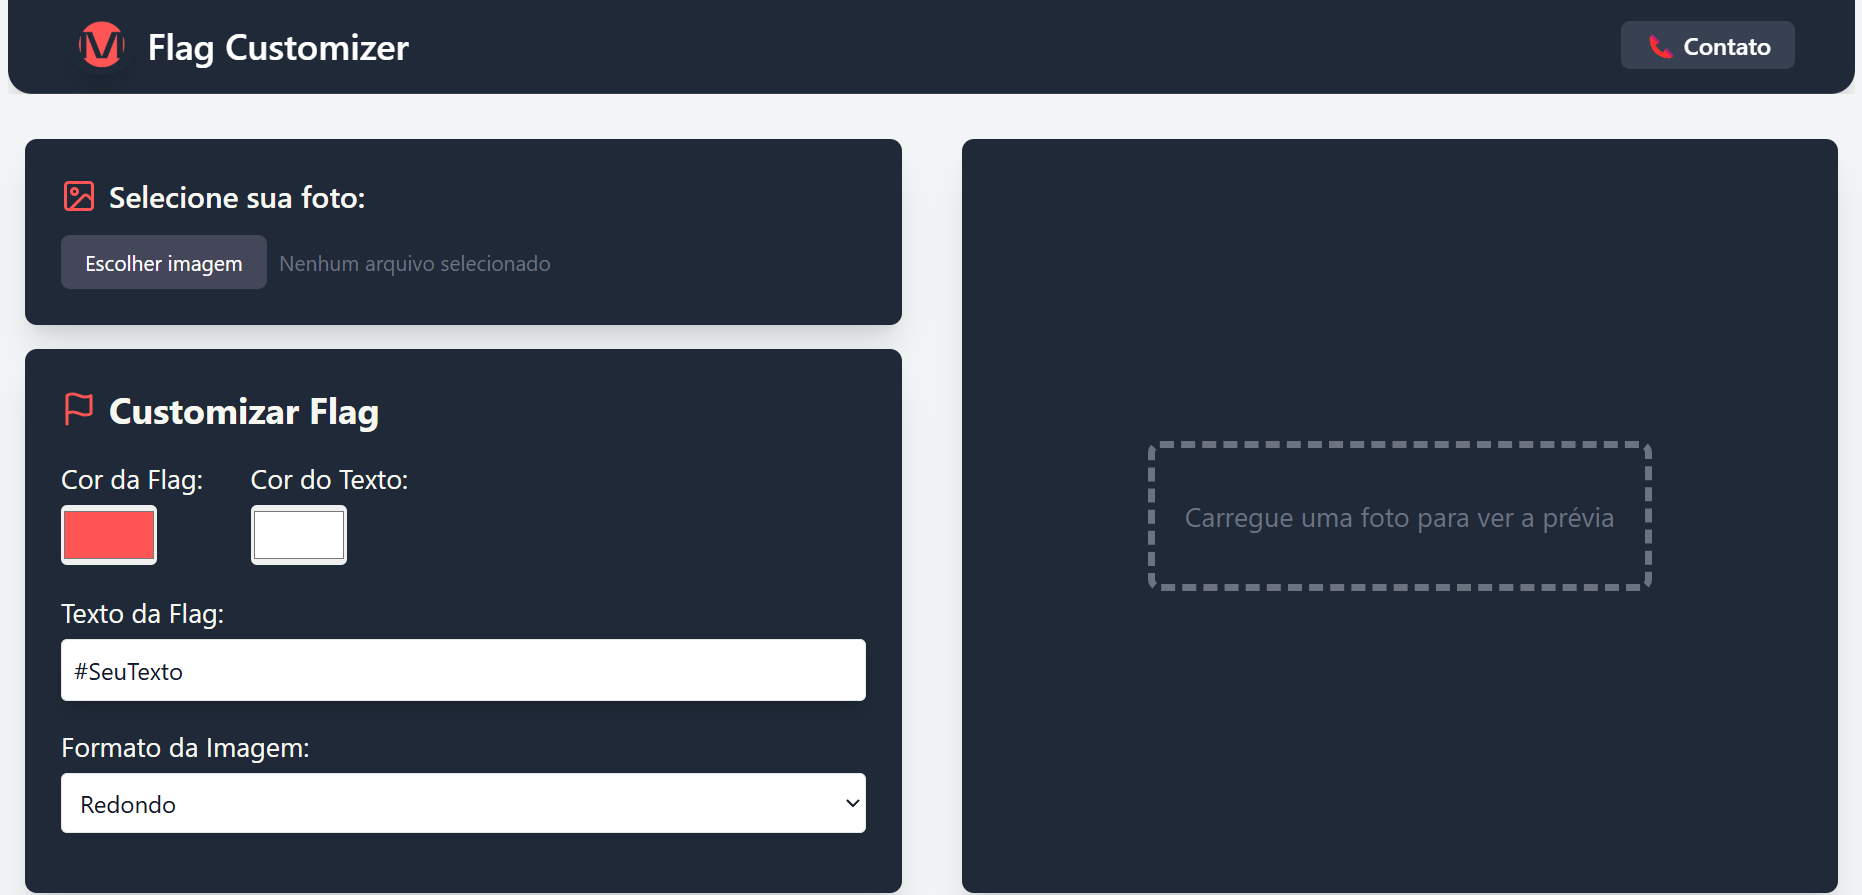 Flag Customizer
Contato
Selecione sua foto:
Escolher imagem Nenhum arquivo selecionado
Customizar Flag
Cor da Flag: Cor do Texto:
Texto da Flag:
#SeuTexto
Formato da Imagem:
Redondo
Carregue uma foto para ver a prévia